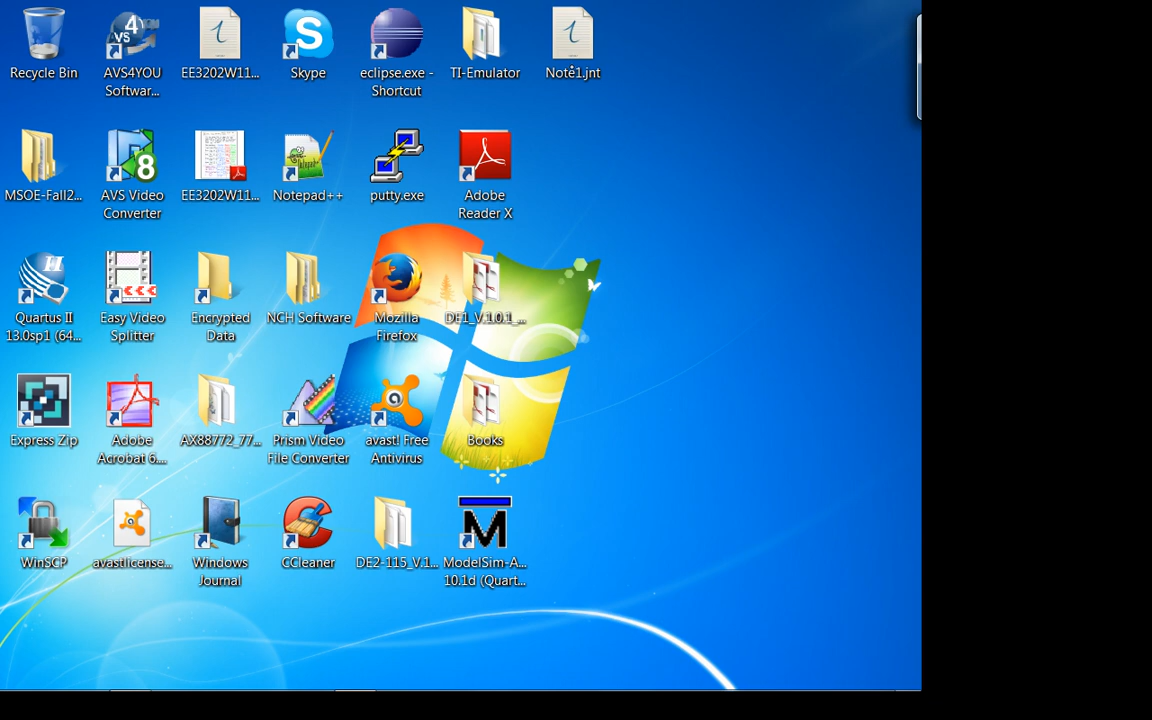 Recycle Bin
AVS4YOU
Softwar...
EE3202W11...
Skype
eclipse.exe -
Shortcut
TI-Emulator
Note1.jnt
MSOE-Fall2...
AVS Video
Converter
EE3202W11...
Notepad++
putty.exe
Adobe
Reader X
Quartus II
13.0sp1 (64...
Easy Video
Splitter
Encrypted
Data
NCH Software
Mozilla
Firefox
DE1_V.1.0.1_...
Express Zip
Adobe
Acrobat 6....
AX88772_77...
Prism Video
File Converter
avast! Free
Antivirus
Books
WinSCP
avastlicense...
Windows
Journal
CCleaner
DE2-115_V.1...
ModelSim-A...
10.1d (Quart...